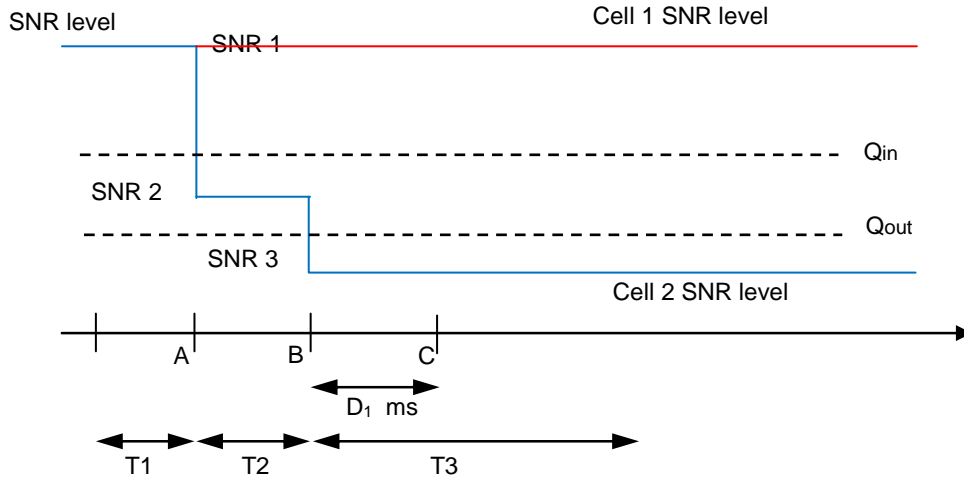 SNR level
Cell 1 SNR level
SNR 1
Qin
SNR 2
Qout
SNR 3
Cell 2 SNR level
A
B
C
D1 ms
T1
T2
T3